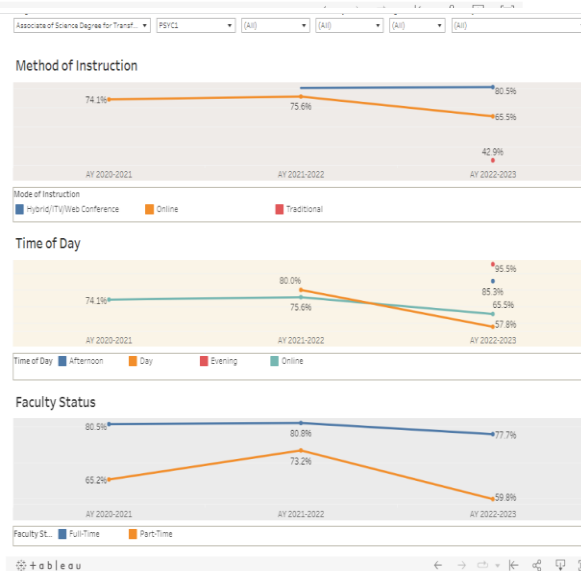 Associate of Science Degree for Transf... PSYC1 (All) (All) (All) (All)
Method of Instruction
80.5%
74.1% 75.6% 65.5%
42.9%
AY 2020-2021 AY 2021-2022 AY 2022-2023
Mode of Instruction
Hybrid/ITV/Web Conference Online Traditional
Time of Day
95.5%
80.0% 85.3%
74.1% 75.6% 65.5%
57.8%
AY 2020-2021 AY 2021-2022 AY 2022-2023
Time of Day Afternoon Day Evening Online
Faculty Status
80.5% 80.8% 77.7%
65.2% 73.2% 59.8%
AY 2020-2021 AY 2021-2022 AY 2022-2023
Faculty St... Full-Time Part-Time
+ableau